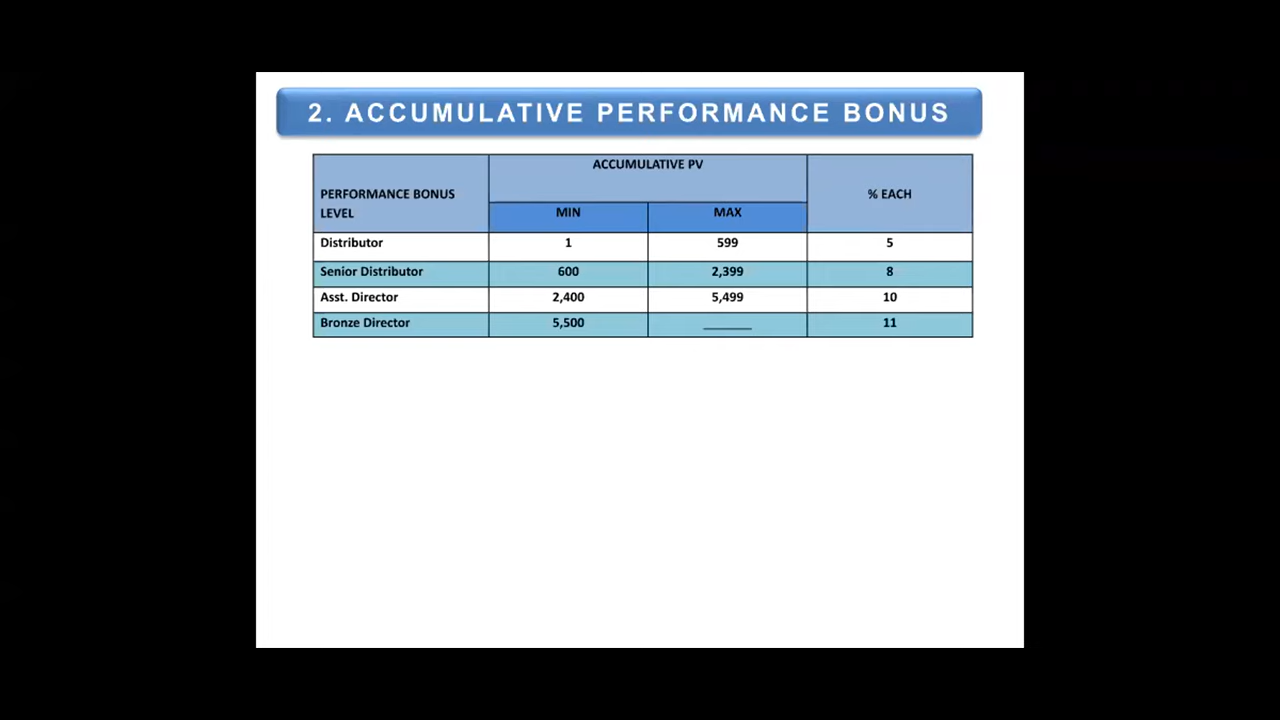 2. ACCUMULATIVE PERFORMANCE BONUS
PERFORMANCE BONUS
LEVEL
ACCUMULATIVE PV
% EACH
MIN MAX
Distributor 1 599 5
Senior Distributor 600 2,399 8
Asst. Director 2,400 5,499 10
Bronze Director 5,500 ______ 11